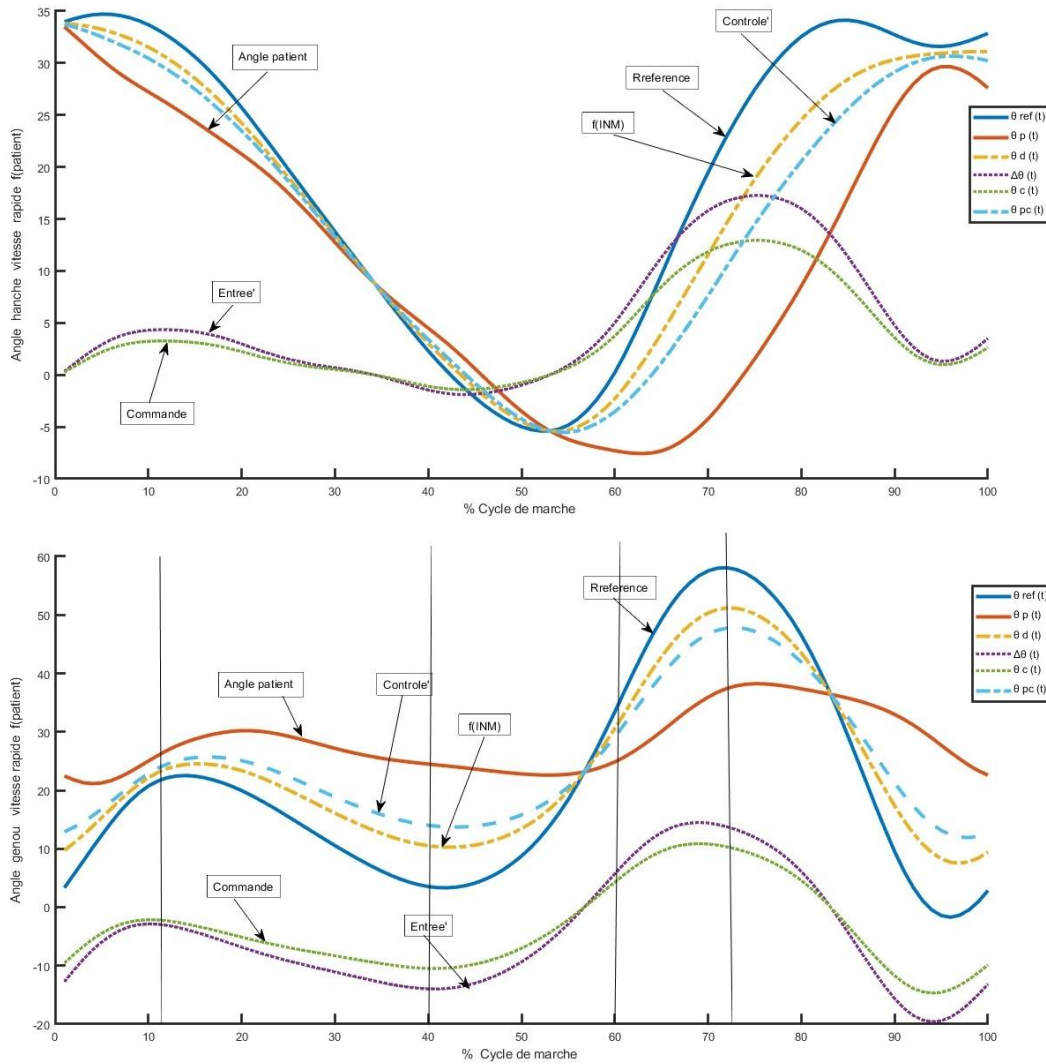 Angle hanche vitesse rapide f(patient)
35
30
25
20
15
10
5
0
-5
-10
Angle patient
Controle'
Rreference
f(INM)
Entree'
Commande
θ ref (t)
θ p (t)
θ d (t)
Δθ (t)
θ c (t)
θ pc (t)
0 10 20 30 40 50 60 70 80 90 100
% Cycle de marche
Angle genou vitesse rapide f(patient)
60
50
40
30
20
10
0
-10
-20
Rreference
Angle patient
Controle'
f(INM)
Commande
Entree'
θ ref (t)
θ p (t)
θ d (t)
Δθ (t)
θ c (t)
θ pc (t)
0 10 20 30 40 50 60 70 80 90 100
% Cycle de marche